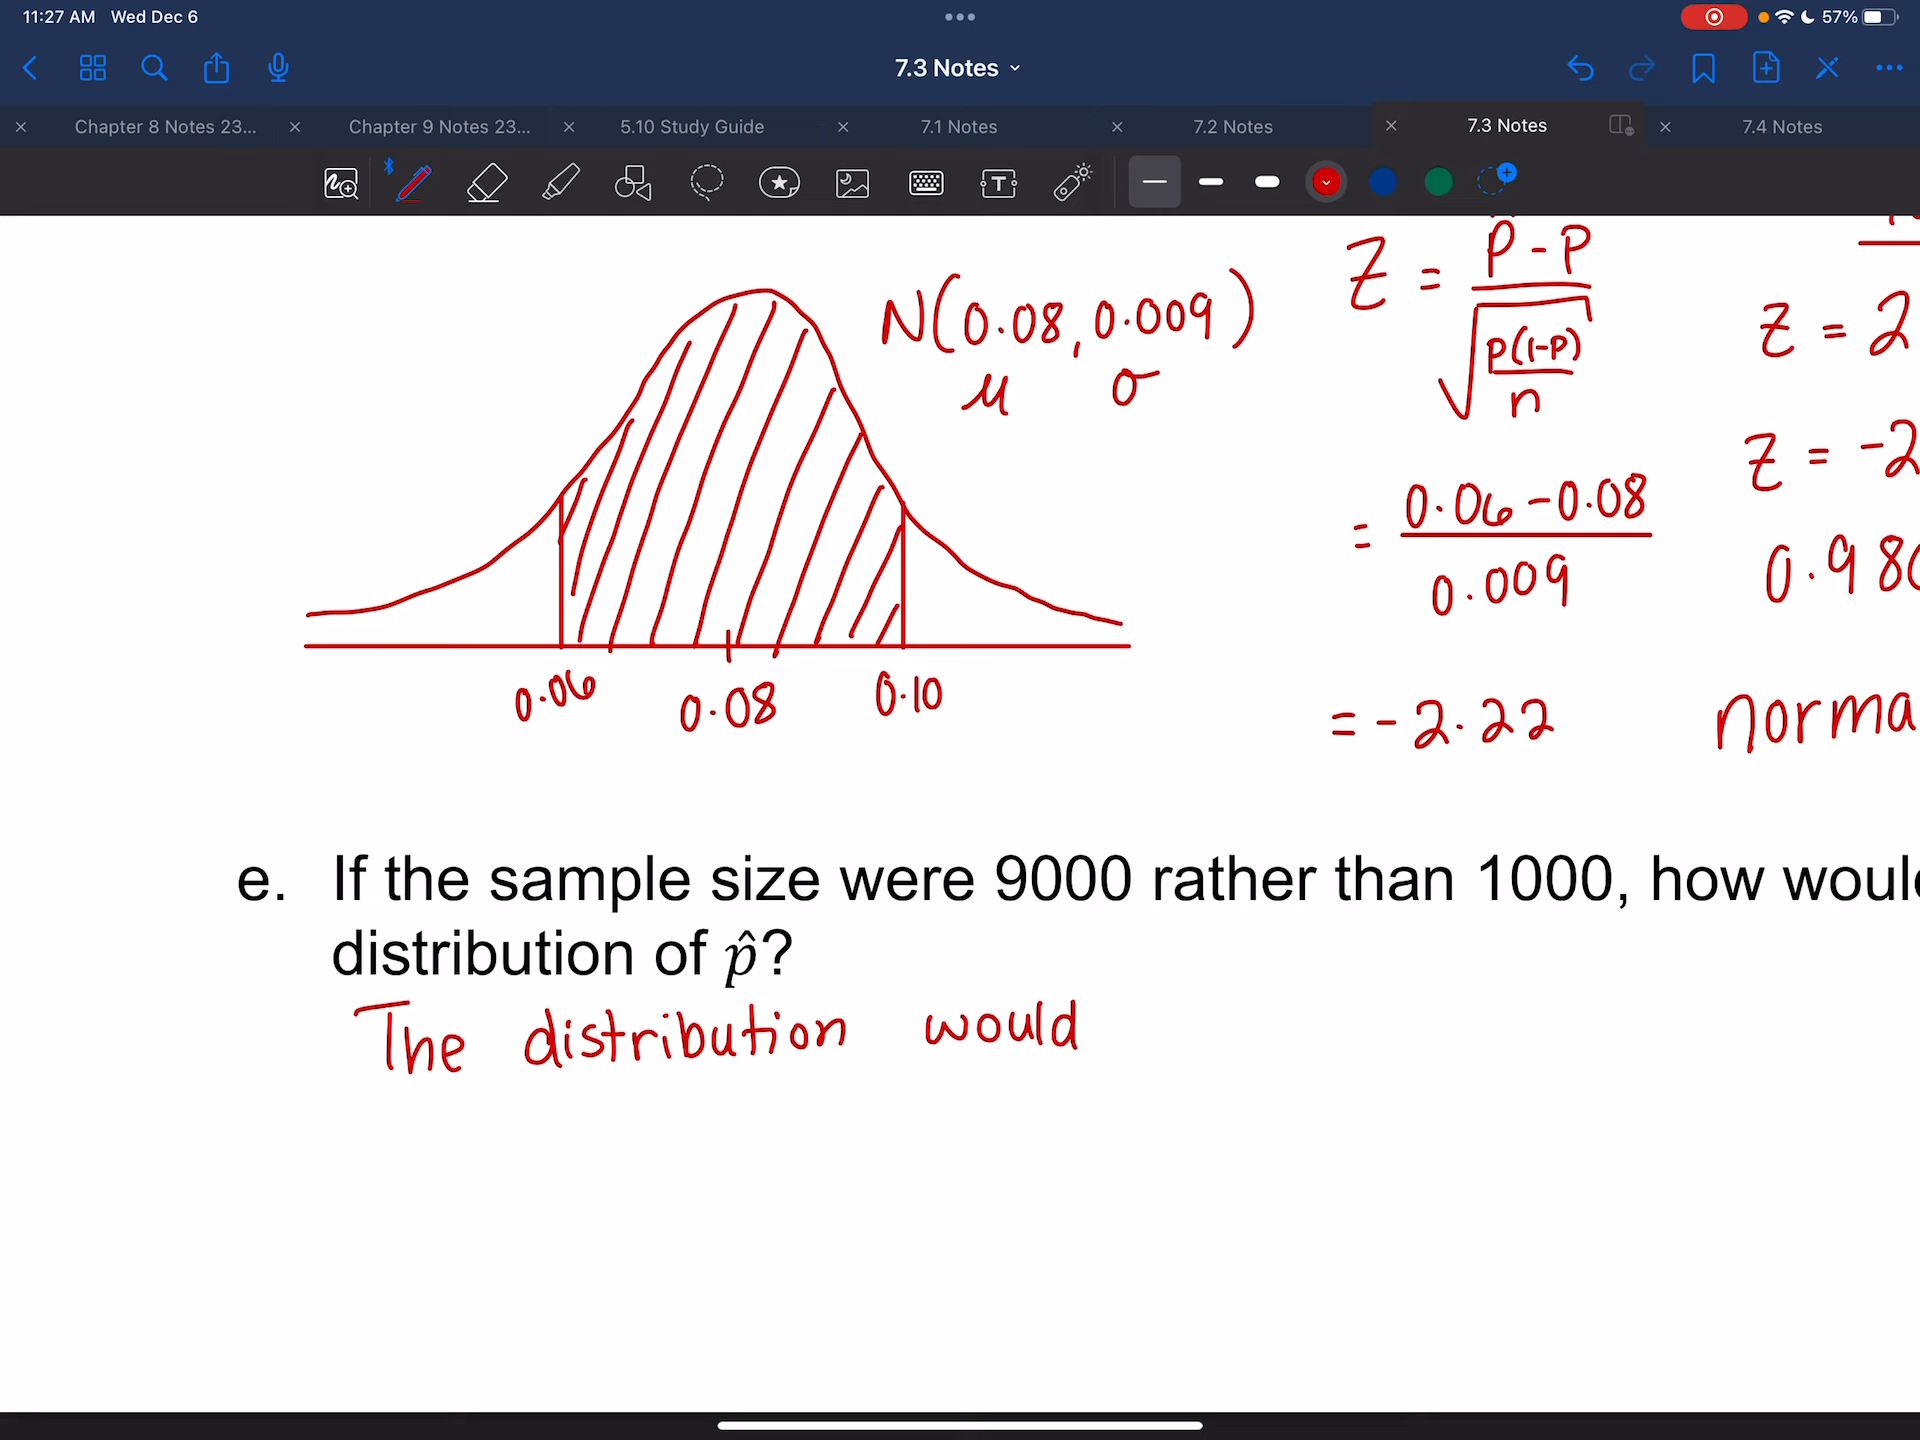 11:27 AM Wed Dec 6
57%
7.3 Notes
Chapter 8 Notes 23...
Chapter 9 Notes 23...
5.10 Study Guide
7.1 Notes
7.2 Notes
7.3 Notes
7.4 Notes
N(0.08, 0.009)
μ σ
0.06 0.08 0.10
Z = p̂ - p
√ p(1-p)
n
= 0.06 - 0.08
0.009
= -2.22
z = 2
z = -2
0.98
norma
e. If the sample size were 9000 rather than 1000, how would
distribution of p̂?
The distribution would